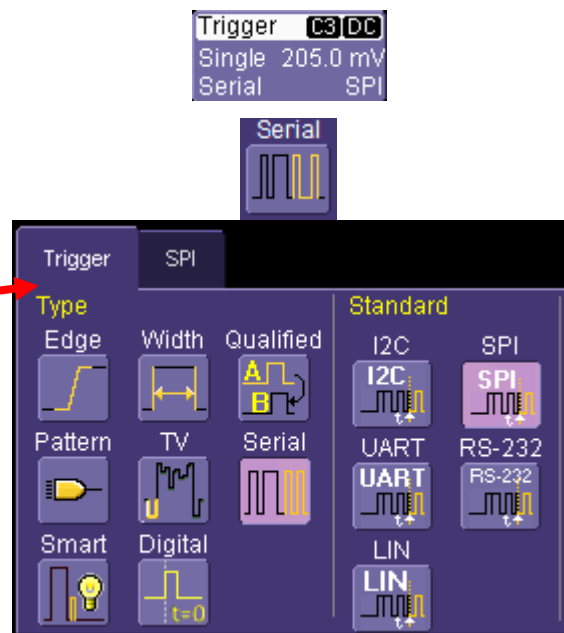 Trigger C3 DC
Single 205.0 mV
Serial SPI
Serial
Trigger SPI
Type Standard
Edge Width Qualified I2C SPI
A B I2C SPI
Pattern TV Serial UART RS-232
U UART RS-232
Smart Digital LIN
t=0 LIN